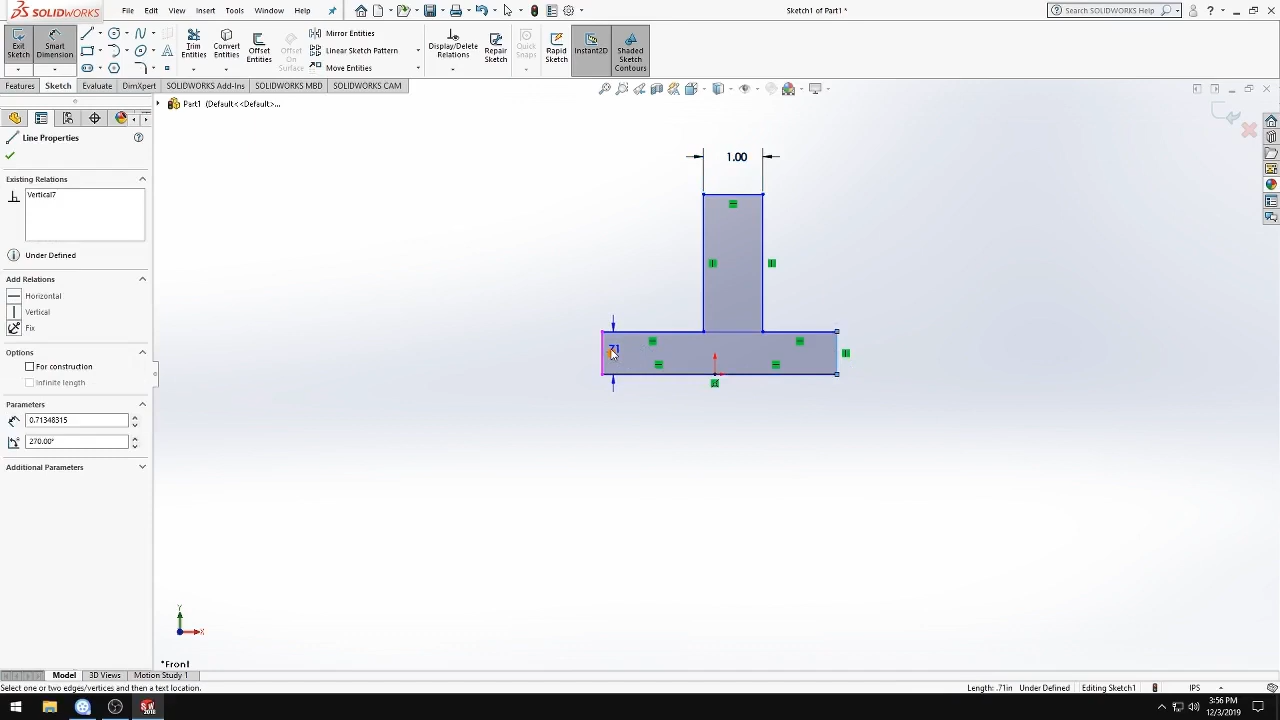 SOLIDWORKS
File Edit View Insert Tools Window Help
Sketch1 of Part1 *
Search SOLIDWORKS Help
Exit Sketch
Smart Dimension
Trim Entities
Convert Entities
Offset Entities
Offset On Surface
Mirror Entities
Linear Sketch Pattern
Move Entities
Display/Delete Relations
Repair Sketch
Quick Snaps
Rapid Sketch
Instant2D
Shaded Sketch Contours
Features Sketch Evaluate DimXpert SOLIDWORKS Add-Ins SOLIDWORKS MBD SOLIDWORKS CAM
Part1 (Default<<Default>...
Line Properties
Existing Relations
Vertical7
Under Defined
Add Relations
Horizontal
Vertical
Fix
Options
For construction
Infinite length
Parameters
0.71348315
270.00°
Additional Parameters
1.00
.71
Y
X
*Front
Model 3D Views Motion Study 1
Select one or two edges/vertices and then a text location.
Length: .71in Under Defined Editing Sketch1 IPS
SW
2018
3:56 PM
12/3/2019